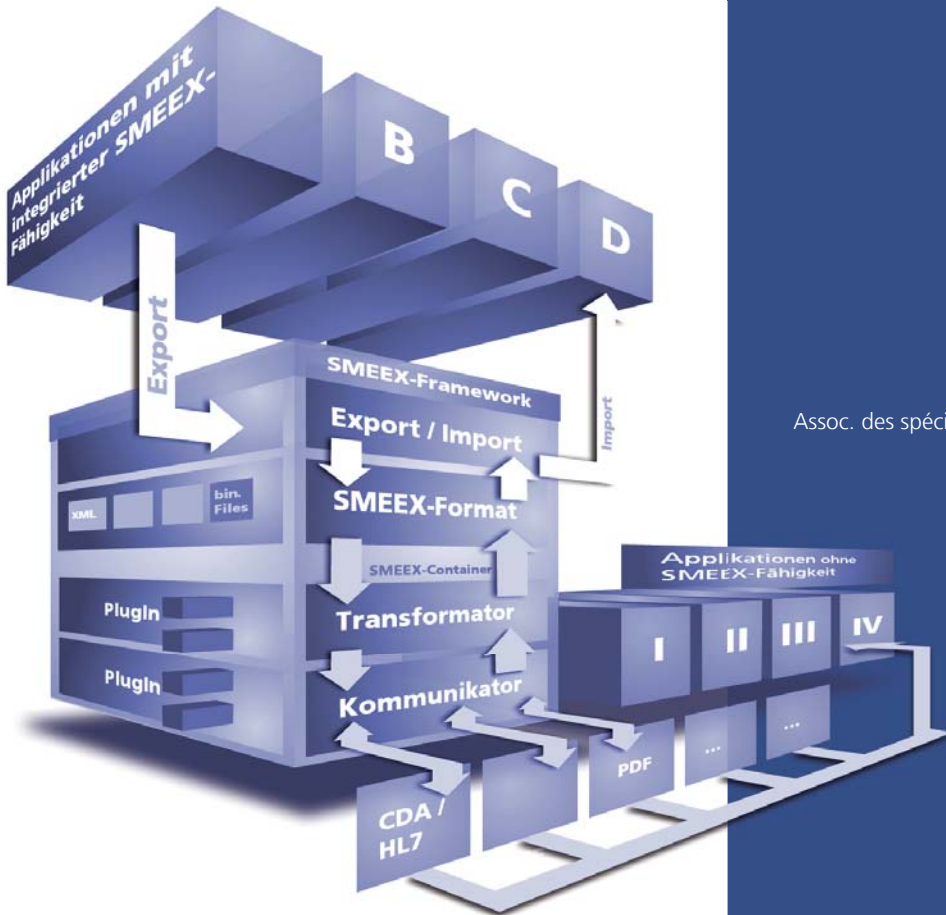 Applikationen mit
integrierter SMEEX-
Fähigkeit
B
C
D
Export
Import
SMEEX-Framework
Export / Import
XML
bin.
Files
SMEEX-Format
SMEEX-Container
PlugIn
Transformator
PlugIn
Kommunikator
Assoc. des spéci
Applikationen ohne
SMEEX-Fähigkeit
I
II
III
IV
CDA /
HL7
PDF
...
...